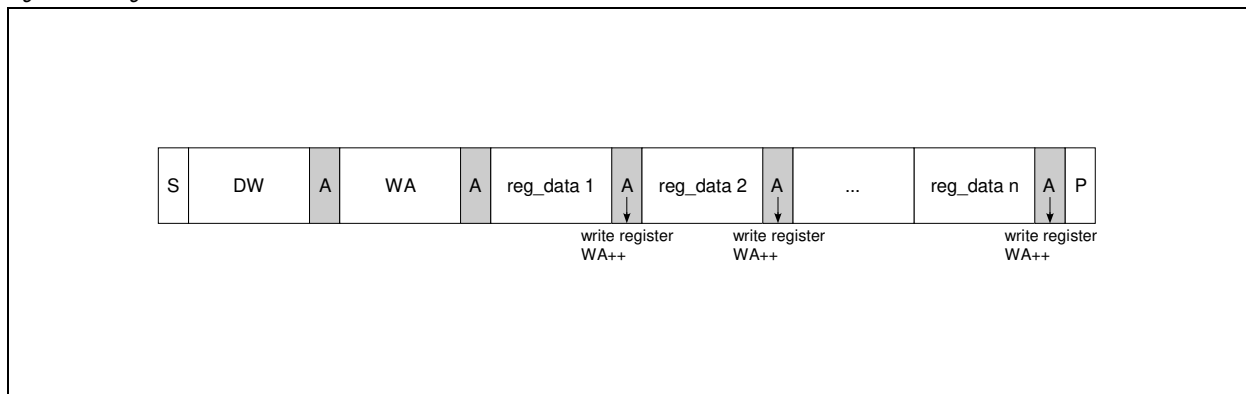 S DW A WA A reg_data 1 A reg_data 2 A ... reg_data n A P
write register write register write register
WA++ WA++ WA++